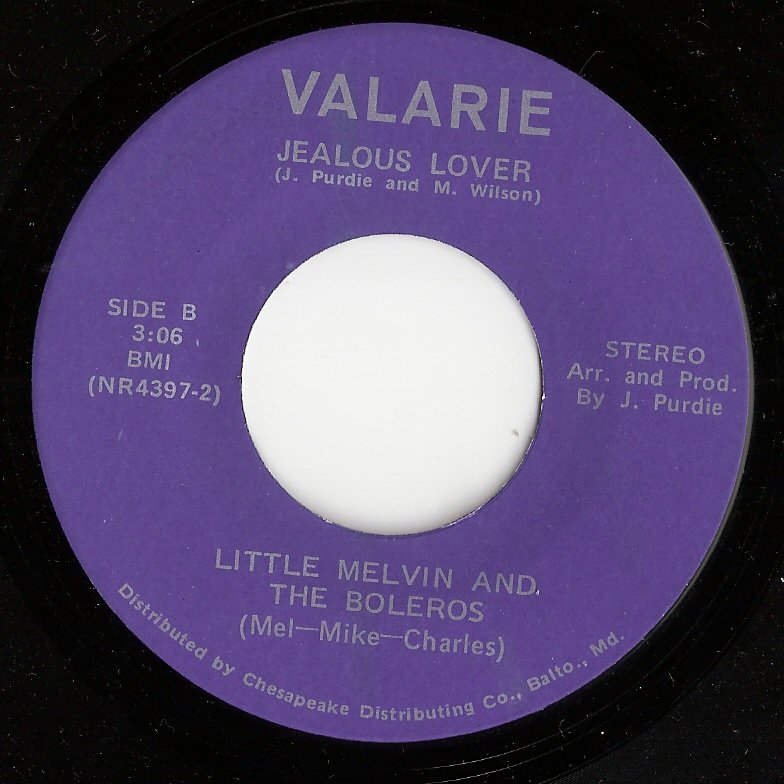 VALARIE
JEALOUS LOVER
(J. Purdie and M. Wilson)
SIDE B
3:06
BMI
(NR4397-2)
STEREO
Arr. and Prod.
By J. Purdie
LITTLE MELVIN AND
THE BOLEROS
(Mel—Mike—Charles)
Distributed by Chesapeake Distributing Co., Balto., Md.